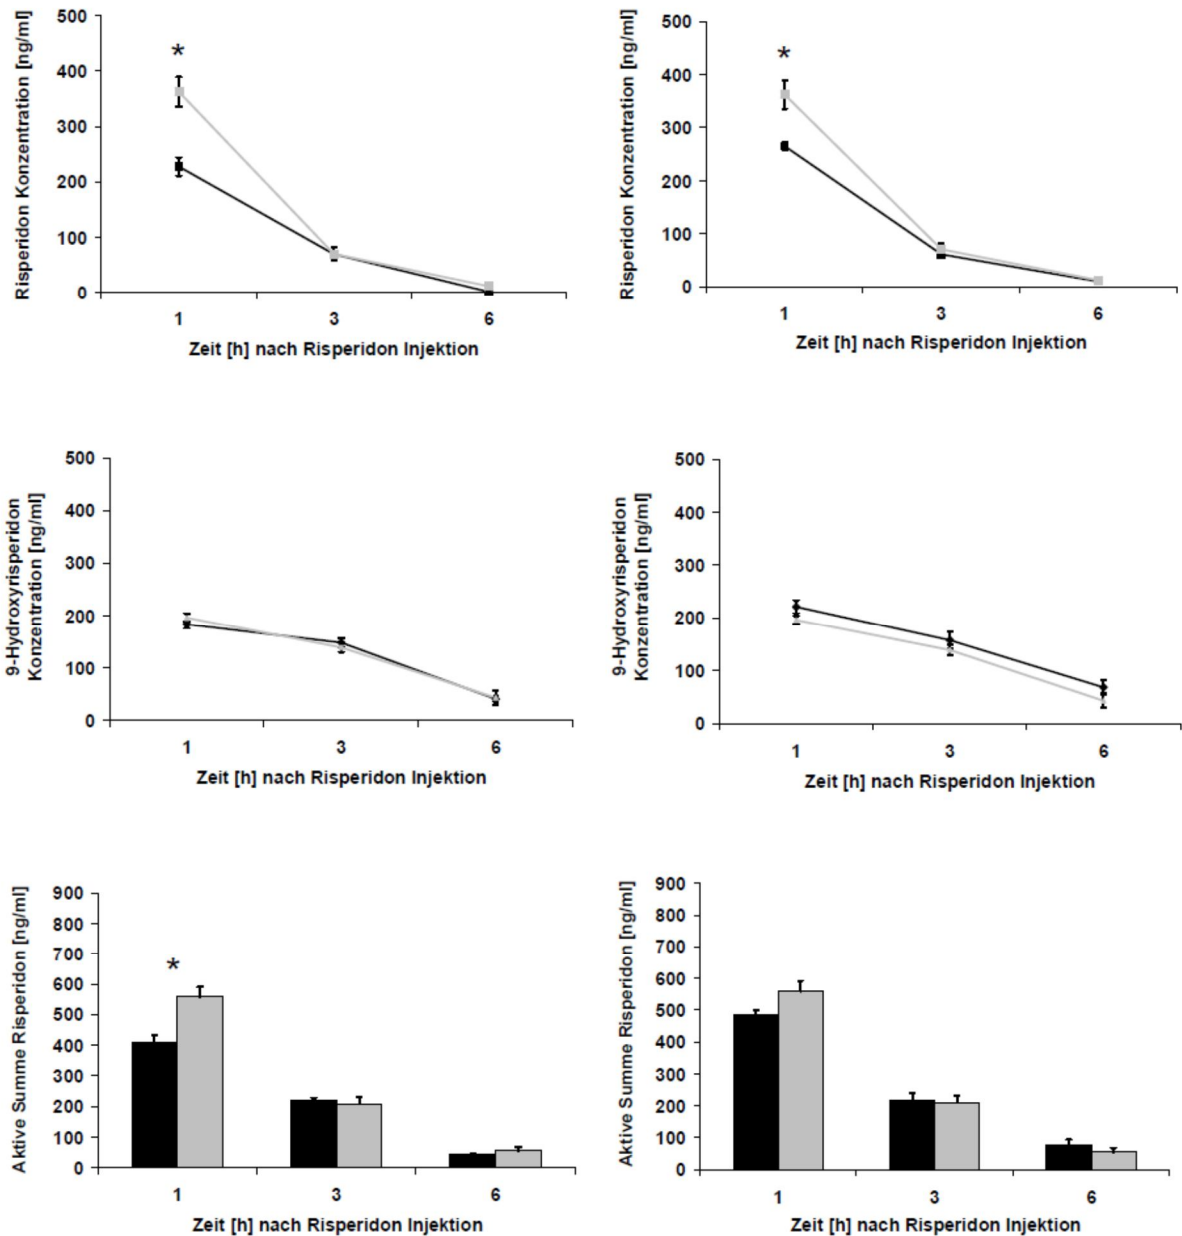 Risperidon Konzentration [ng/ml]
500
400
300
200
100
0
*
1 3 6
Zeit [h] nach Risperidon Injektion
Risperidon Konzentration [ng/ml]
500
400
300
200
100
0
*
1 3 6
Zeit [h] nach Risperidon Injektion
9-Hydroxyrisperidon
Konzentration [ng/ml]
500
400
300
200
100
0
1 3 6
Zeit [h] nach Risperidon Injektion
9-Hydroxyrisperidon
Konzentration [ng/ml]
500
400
300
200
100
0
1 3 6
Zeit [h] nach Risperidon Injektion
Aktive Summe Risperidon [ng/ml]
900
800
700
600
500
400
300
200
100
0
*
1 3 6
Zeit [h] nach Risperidon Injektion
Aktive Summe Risperidon [ng/ml]
900
800
700
600
500
400
300
200
100
0
1 3 6
Zeit [h] nach Risperidon Injektion